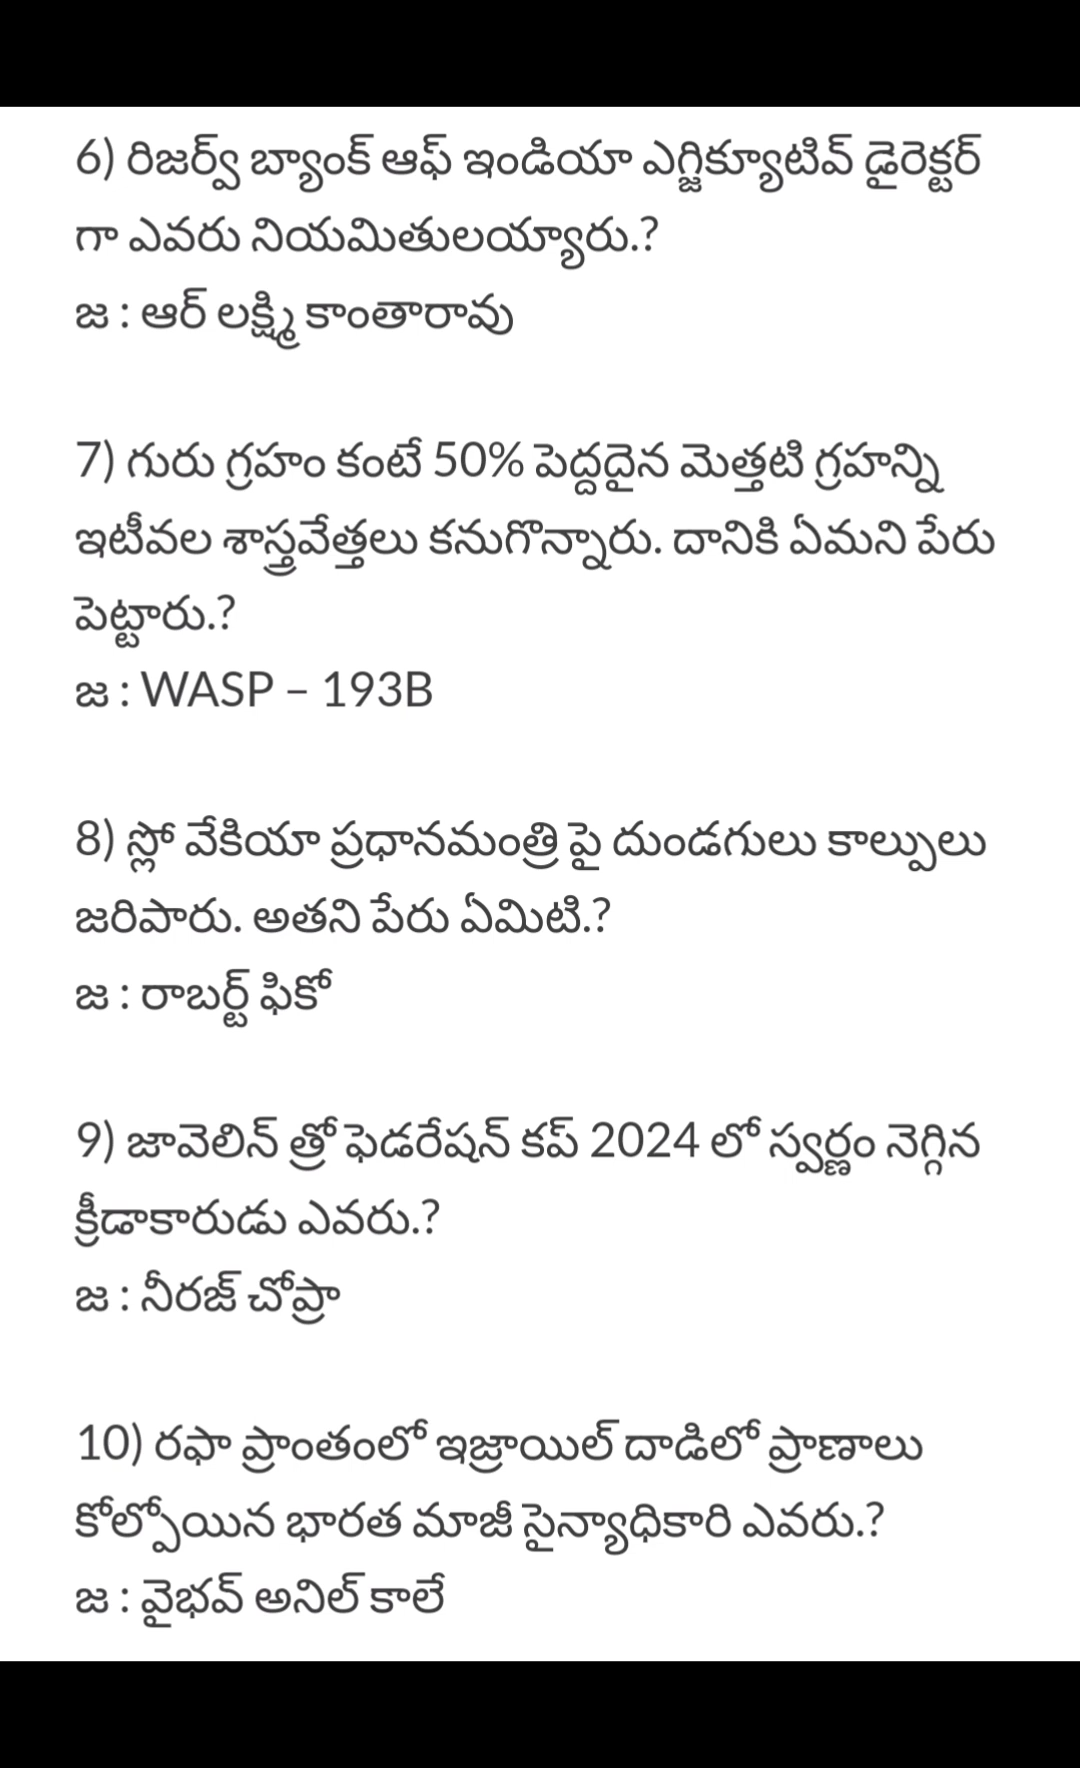 6) రిజర్వ్ బ్యాంక్ ఆఫ్ ఇండియా ఎగ్జిక్యూటివ్ డైరెక్టర్
గా ఎవరు నియమితులయ్యారు.?
జ : ఆర్ లక్ష్మి కాంతారావు
7) గురు గ్రహం కంటే 50% పెద్దదైన మెత్తటి గ్రహాన్ని
ఇటీవల శాస్త్రవేత్తలు కనుగొన్నారు. దానికి ఏమని పేరు
పెట్టారు.?
జ : WASP – 193B
8) స్లో వేకియా ప్రధానమంత్రి పై దుండగులు కాల్పులు
జరిపారు. అతని పేరు ఏమిటి.?
జ : రాబర్ట్ ఫికో
9) జావెలిన్ త్రో ఫెడరేషన్ కప్ 2024 లో స్వర్ణం నెగ్గిన
క్రీడాకారుడు ఎవరు.?
జ : నీరజ్ చోప్రా
10) రఫా ప్రాంతంలో ఇజ్రాయిల్ దాడిలో ప్రాణాలు
కోల్పోయిన భారత మాజీ సైన్యాధికారి ఎవరు.?
జ : వైభవ్ అనిల్ కాలే